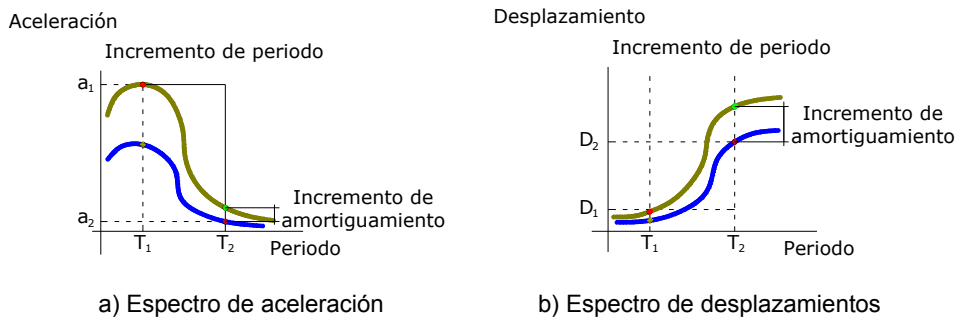 Aceleración
Incremento de periodo
a₁
Incremento de
amortiguamiento
a₂
T₁
T₂
Periodo
a) Espectro de aceleración
Desplazamiento
Incremento de periodo
Incremento de
amortiguamiento
D₂
D₁
T₁
T₂
Periodo
b) Espectro de desplazamientos